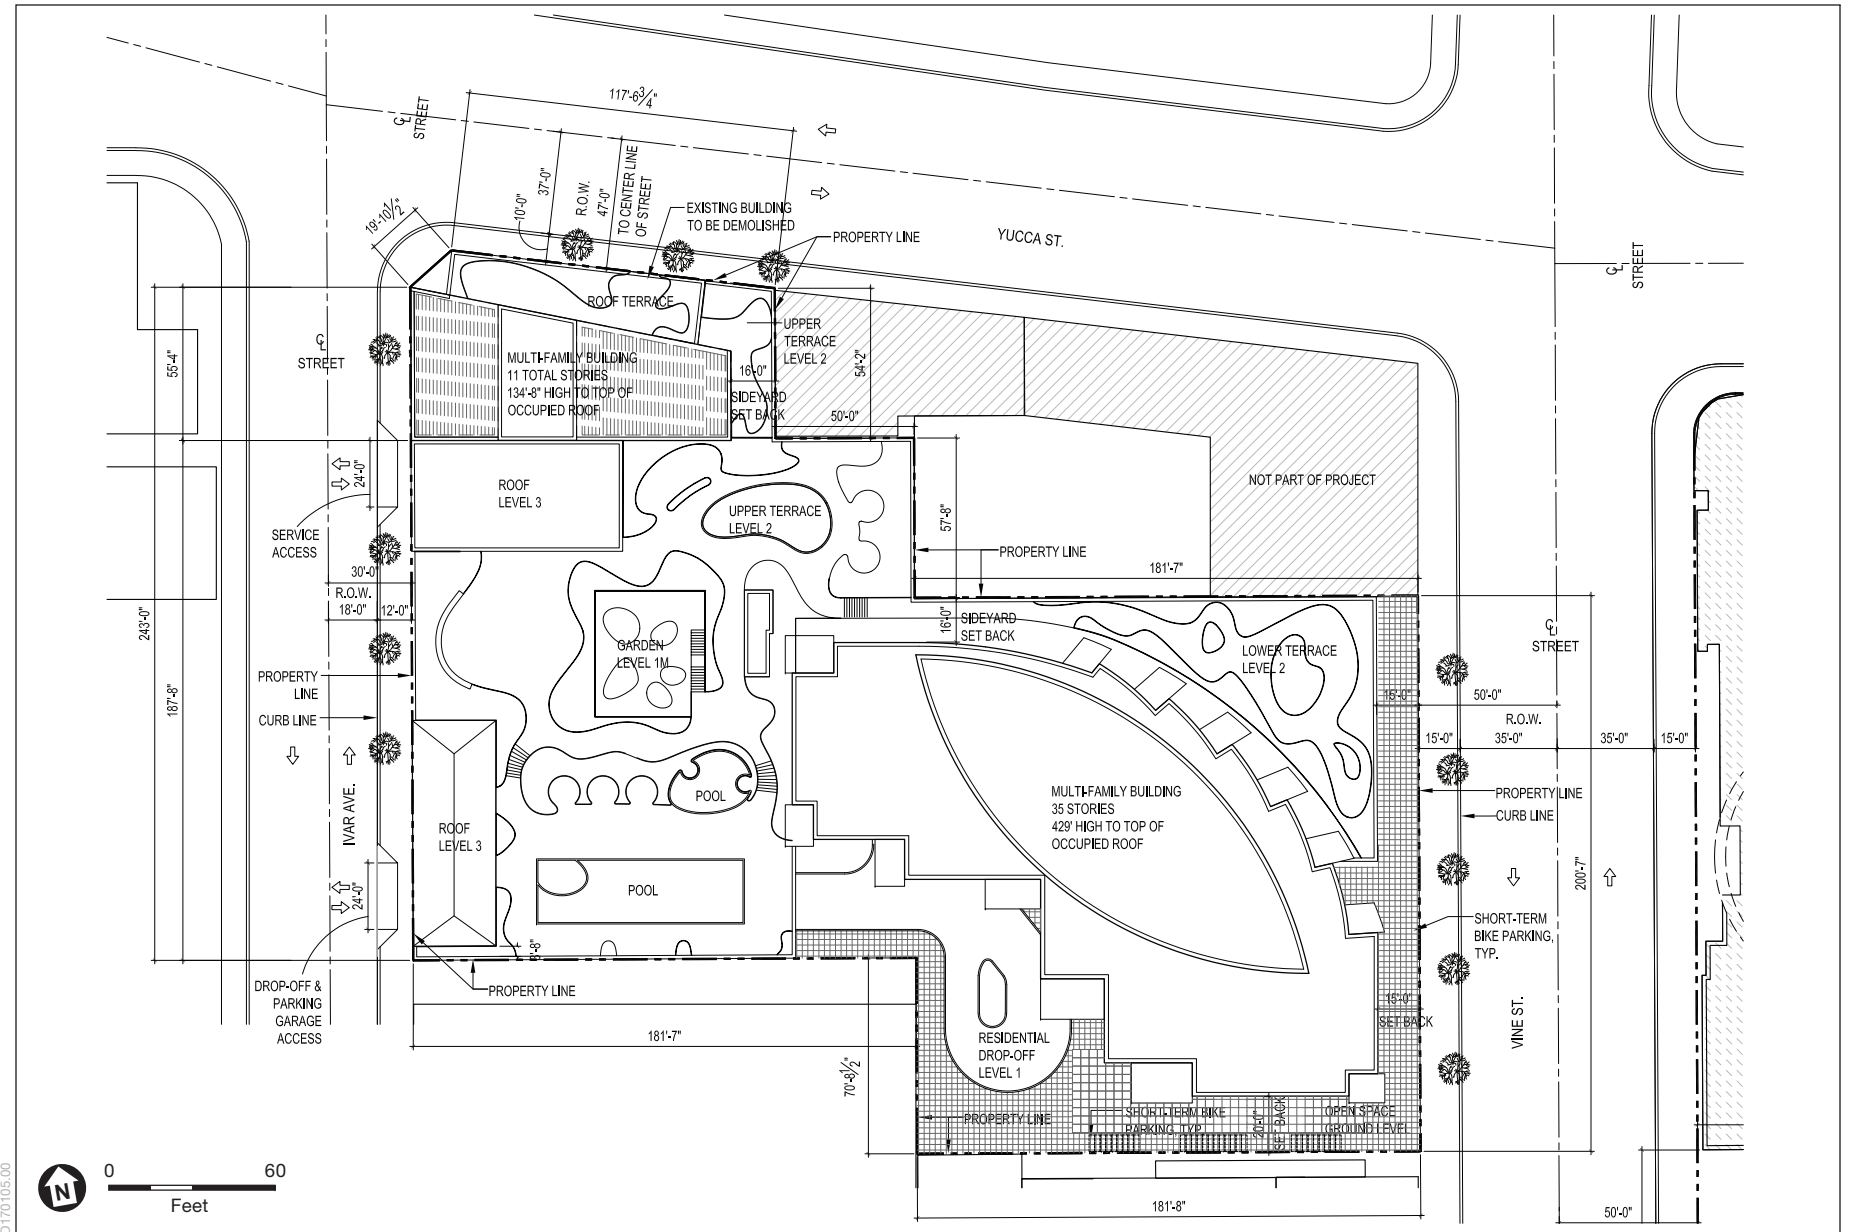 117'-6 3/4"
C L
STREET
19'-10 1/2"
10'-0"
37'-0"
R.O.W.
47'-0"
TO CENTER LINE
OF STREET
EXISTING BUILDING
TO BE DEMOLISHED
PROPERTY LINE
YUCCA ST.
C L
STREET
ROOF TERRACE
UPPER
TERRACE
LEVEL 2
C L
STREET
55'-4"
MULTI-FAMILY BUILDING
11 TOTAL STORIES
134'-8" HIGH TO TOP OF
OCCUPIED ROOF
16'-0"
SIDEYARD
SET BACK
54'-2"
50'-0"
24'-0"
ROOF
LEVEL 3
UPPER TERRACE
LEVEL 2
57'-8"
NOT PART OF PROJECT
SERVICE
ACCESS
PROPERTY LINE
181'-7"
30'-0"
R.O.W.
18'-0"
12'-0"
243'-0"
187'-8"
16'-0"
SIDEYARD
SET BACK
GARDEN
LEVEL 1M
LOWER TERRACE
LEVEL 2
C L
STREET
PROPERTY
LINE
CURB LINE
15'-0"
50'-0"
R.O.W.
15'-0"
35'-0"
35'-0"
15'-0"
IVAR AVE.
POOL
MULTI-FAMILY BUILDING
35 STORIES
429' HIGH TO TOP OF
OCCUPIED ROOF
PROPERTY LINE
CURB LINE
ROOF
LEVEL 3
POOL
24'-0"
200'-7"
SHORT-TERM
BIKE PARKING,
TYP.
5'-8"
DROP-OFF &
PARKING
GARAGE
ACCESS
PROPERTY LINE
15'-0"
SET BACK
VINE ST.
181'-7"
RESIDENTIAL
DROP-OFF
LEVEL 1
70'-8 1/2"
PROPERTY LINE
SHORT-TERM BIKE
PARKING, TYP.
20'-0"
SET BACK
OPEN SPACE
GROUND LEVEL
181'-8"
50'-0"
N
0 60
Feet
D170105.00